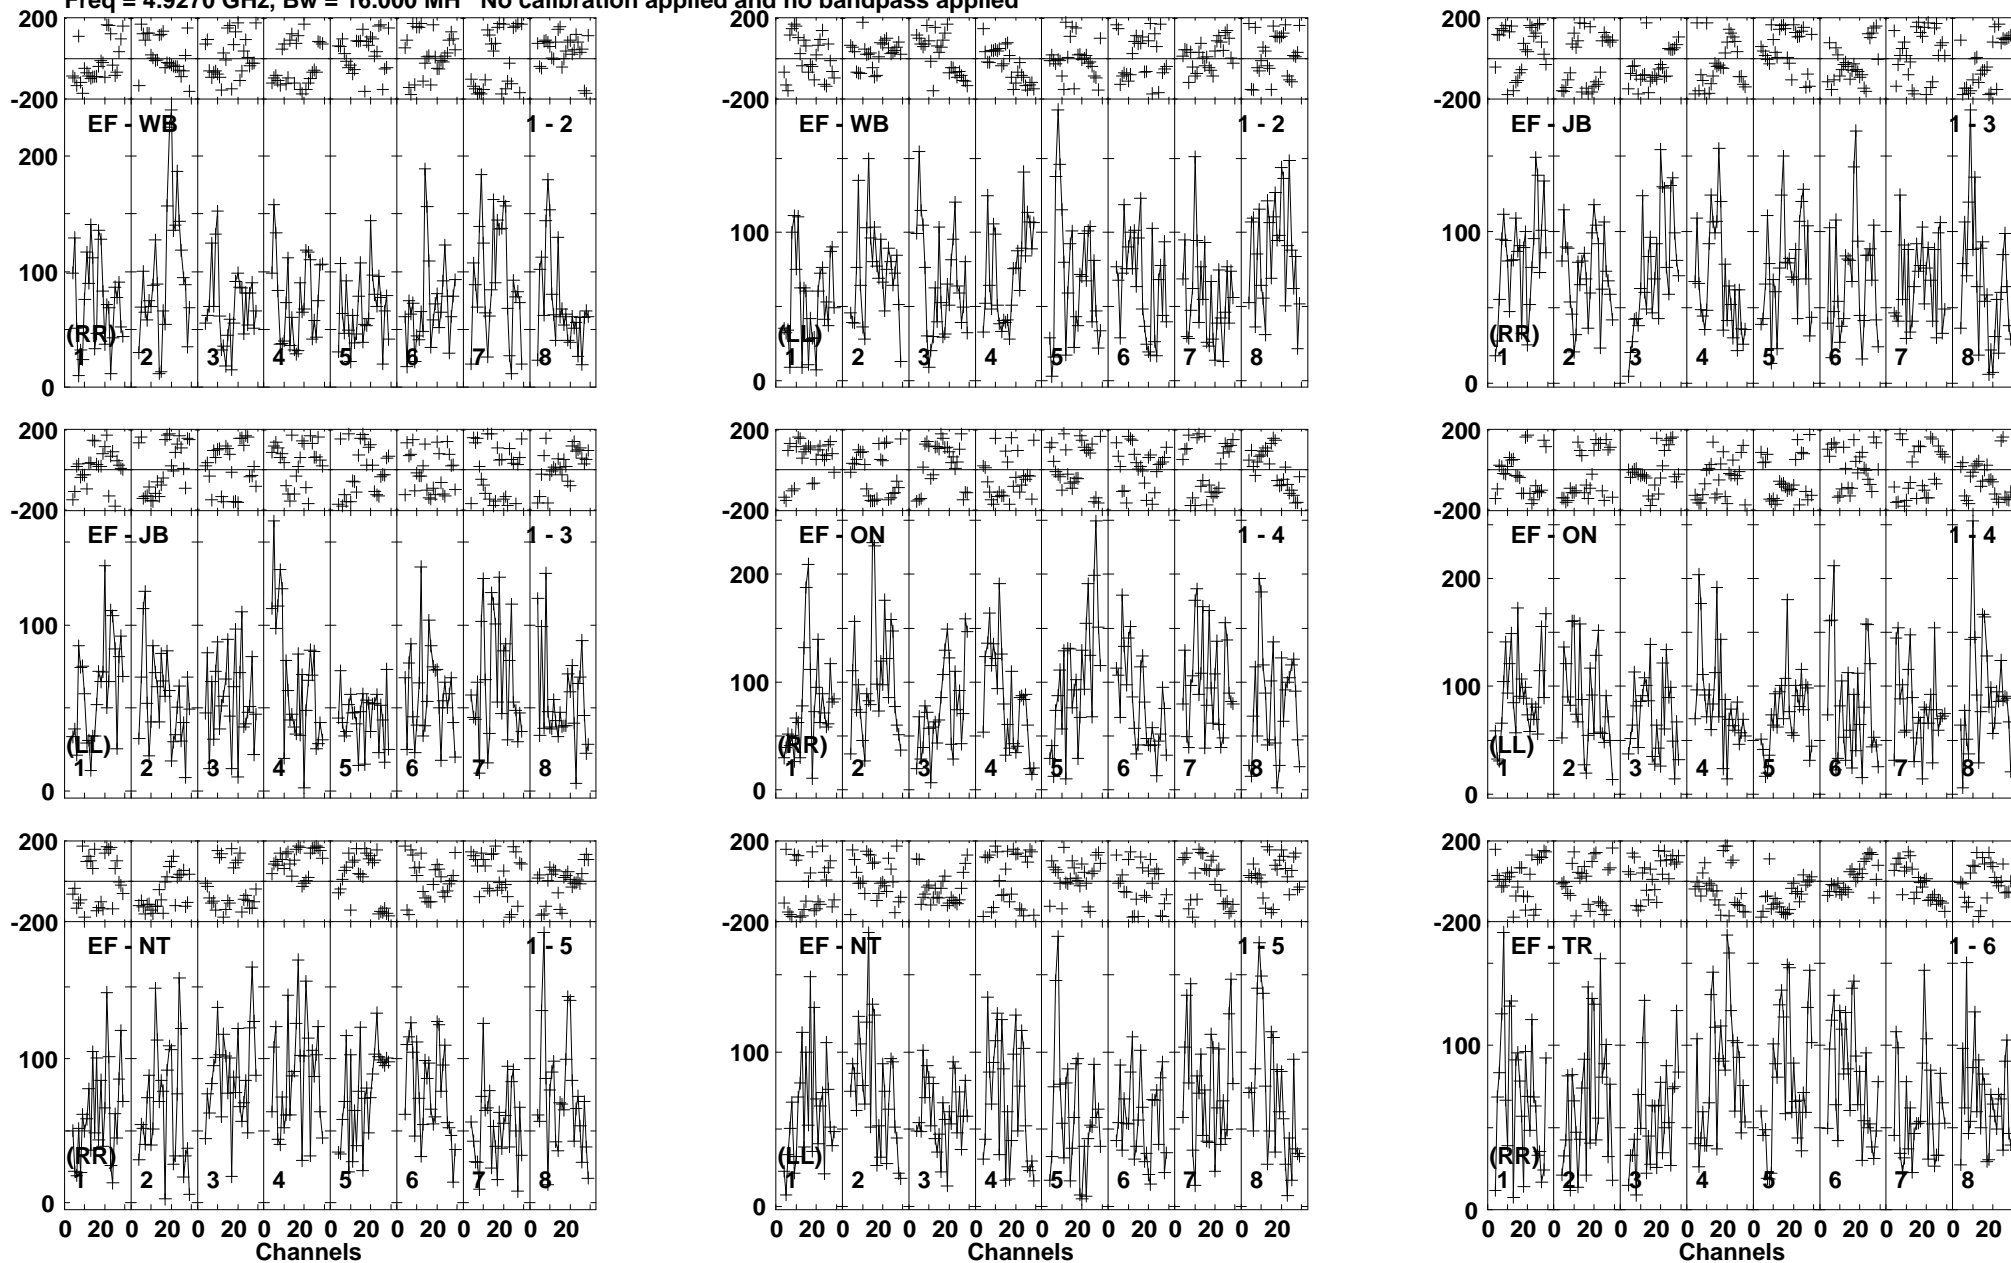 Freq = 4.9270 GHz, Bw = 16.000 MH No calibration applied and no bandpass applied
200 200 200
-200 -200 -200
EF - WB 1 - 2 EF - WB 1 - 2 EF - JB 1 - 3
200
100 100 100
(RR) (LL) (RR)
1 2 3 4 5 6 7 8 1 2 3 4 5 6 7 8 1 2 3 4 5 6 7 8
0 0 0
200 200 200
-200 -200 -200
EF - JB 1 - 3 EF - ON 1 - 4 EF - ON 1 - 4
200 200
100 100 100
(LL) (RR) (LL)
1 2 3 4 5 6 7 8 1 2 3 4 5 6 7 8 1 2 3 4 5 6 7 8
0 0 0
200 200 200
-200 -200 -200
EF - NT 1 - 5 EF - NT 1 - 5 EF - TR 1 - 6
100 100 100
(RR) (LL) (RR)
1 2 3 4 5 6 7 8 1 2 3 4 5 6 7 8 1 2 3 4 5 6 7 8
0 0 0
0 20 0 20 0 20 0 20 0 20 0 20 0 20 0 20 0 20 0 20 0 20 0 20 0 20 0 20 0 20 0 20 0 20 0 20 0 20 0 20 0 20 0 20 0 20 0 20
Channels Channels Channels